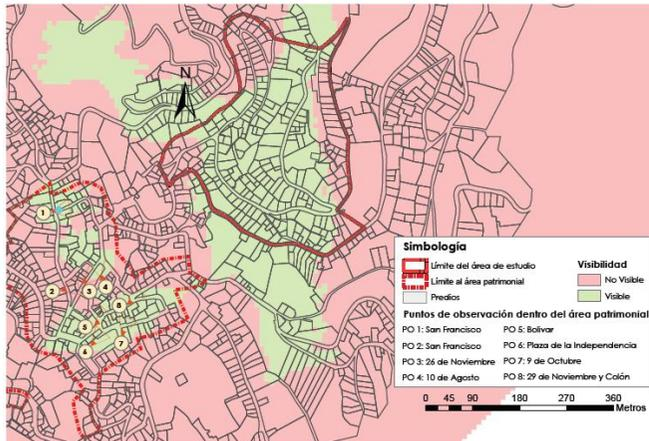 N
1
2
3
4
8
5
6
7
Simbología
Límite del área de estudio
Límite al área patrimonial
Predios
Visibilidad
No Visible
Visible
Puntos de observación dentro del área patrimonial
PO 1: San Francisco
PO 2: San Francisco
PO 3: 26 de Noviembre
PO 4: 10 de Agosto
PO 5: Bolivar
PO 6: Plaza de la Independencia
PO 7: 9 de Octubre
PO 8: 29 de Noviembre y Colón
0 45 90 180 270 360
Metros